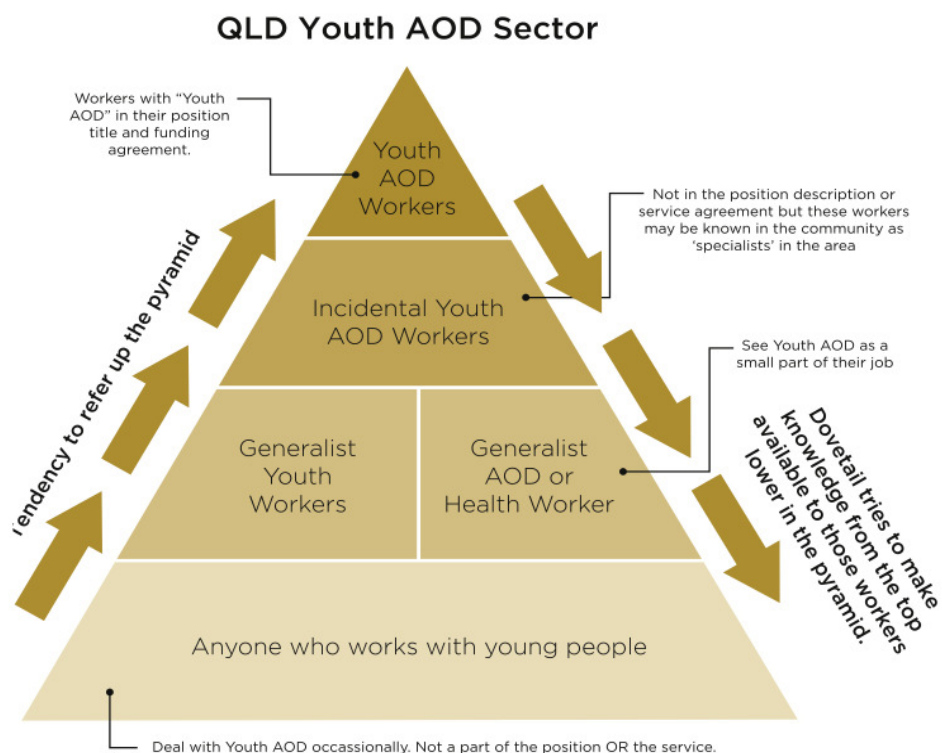 QLD Youth AOD Sector
Workers with “Youth
AOD” in their position
title and funding
agreement.
Youth
AOD
Workers
Not in the position description or
service agreement but these workers
may be known in the community as
‘specialists’ in the area
Incidental Youth
AOD Workers
See Youth AOD as a
small part of their job
Tendency to refer up the pyramid
Generalist
Youth
Workers
Generalist
AOD or
Health Worker
Dovetail tries to make
knowledge from the top
available to those workers
lower in the pyramid.
Anyone who works with young people
Deal with Youth AOD occassionally. Not a part of the position OR the service.